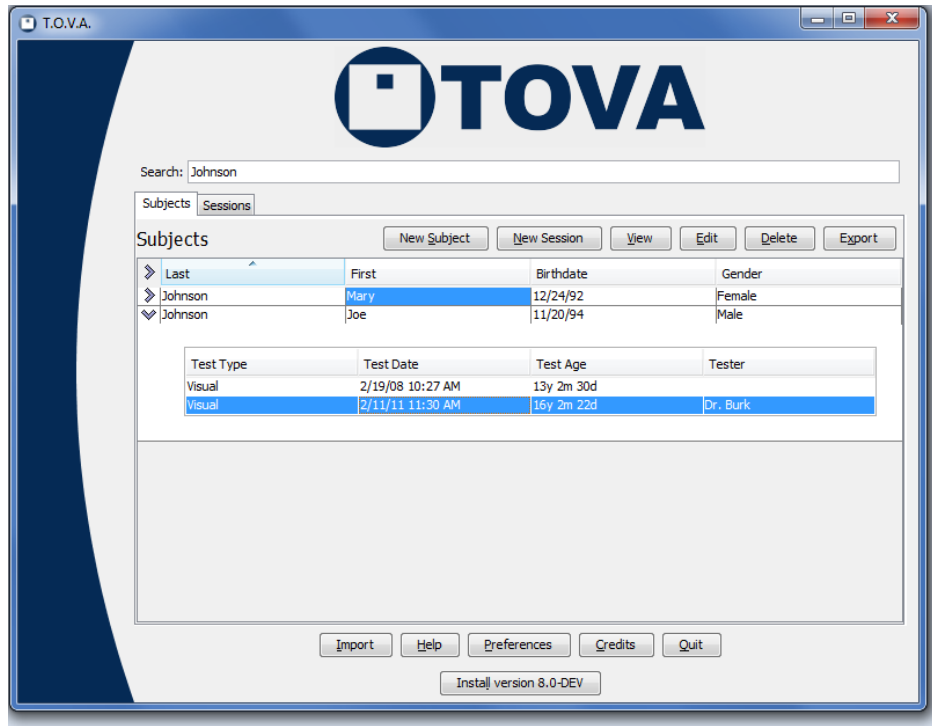 T.O.V.A.
TOVA
Search: Johnson
Subjects Sessions
Subjects New Subject New Session View Edit Delete Export
Last First Birthdate Gender
Johnson Mary 12/24/92 Female
Johnson Joe 11/20/94 Male
Test Type Test Date Test Age Tester
Visual 2/19/08 10:27 AM 13y 2m 30d
Visual 2/11/11 11:30 AM 16y 2m 22d Dr. Burk
Import Help Preferences Credits Quit
Install version 8.0-DEV